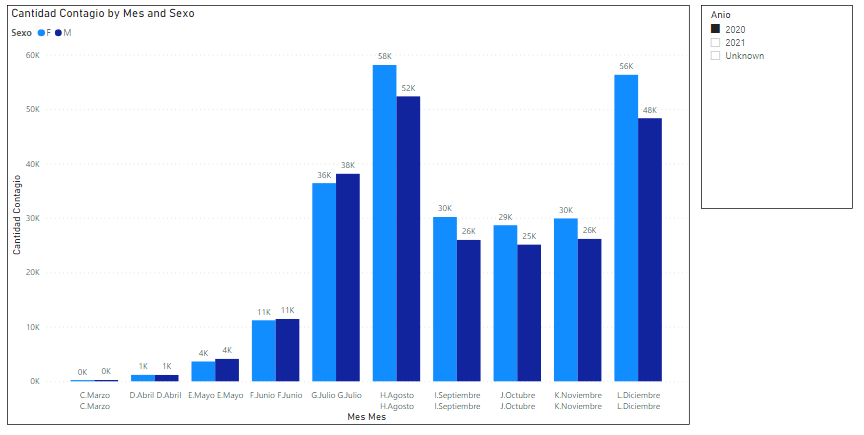 Cantidad Contagio by Mes and Sexo
Sexo F M
60K
50K
40K
30K
20K
10K
0K
Cantidad Contagio
0K 0K 1K 1K 4K 4K 11K 11K 36K 38K 58K 52K 30K 26K 29K 25K 30K 26K 56K 48K
C.Marzo D.Abril D.Abril E.Mayo E.Mayo F.Junio F.Junio G.Julio G.Julio H.Agosto I.Septiembre J.Octubre K.Noviembre L.Diciembre
C.Marzo H.Agosto I.Septiembre J.Octubre K.Noviembre L.Diciembre
Mes Mes
Anio
2020
2021
Unknown